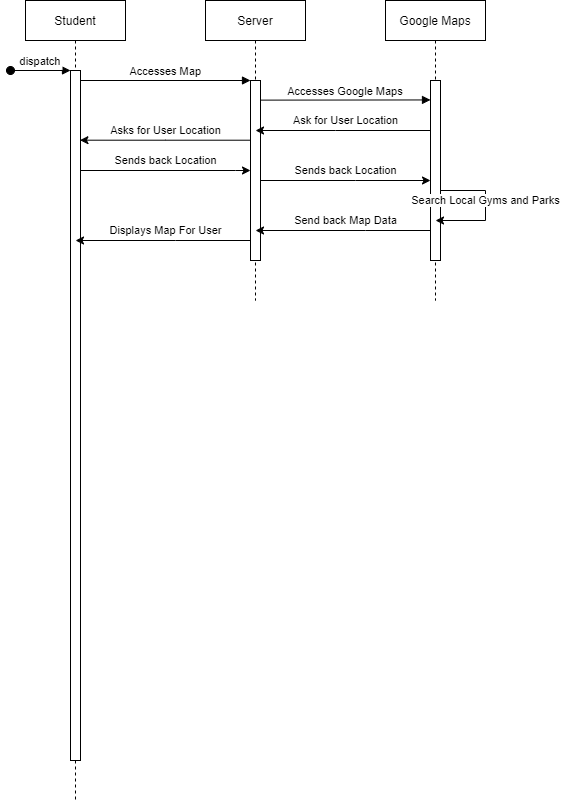 Student
Server
Google Maps
dispatch
Accesses Map
Accesses Google Maps
Ask for User Location
Asks for User Location
Sends back Location
Sends back Location
Search Local Gyms and Parks
Send back Map Data
Displays Map For User